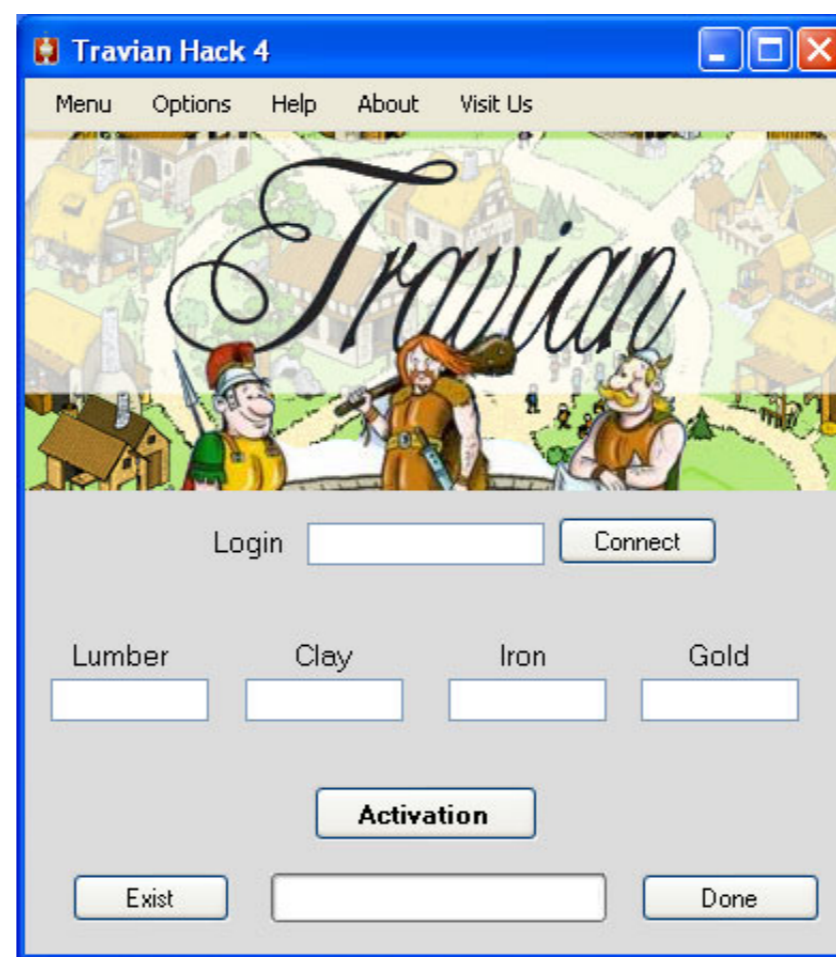 Travian Hack 4
Menu Options Help About Visit Us
Travian
Login Connect
Lumber Clay Iron Gold
Activation
Exist Done